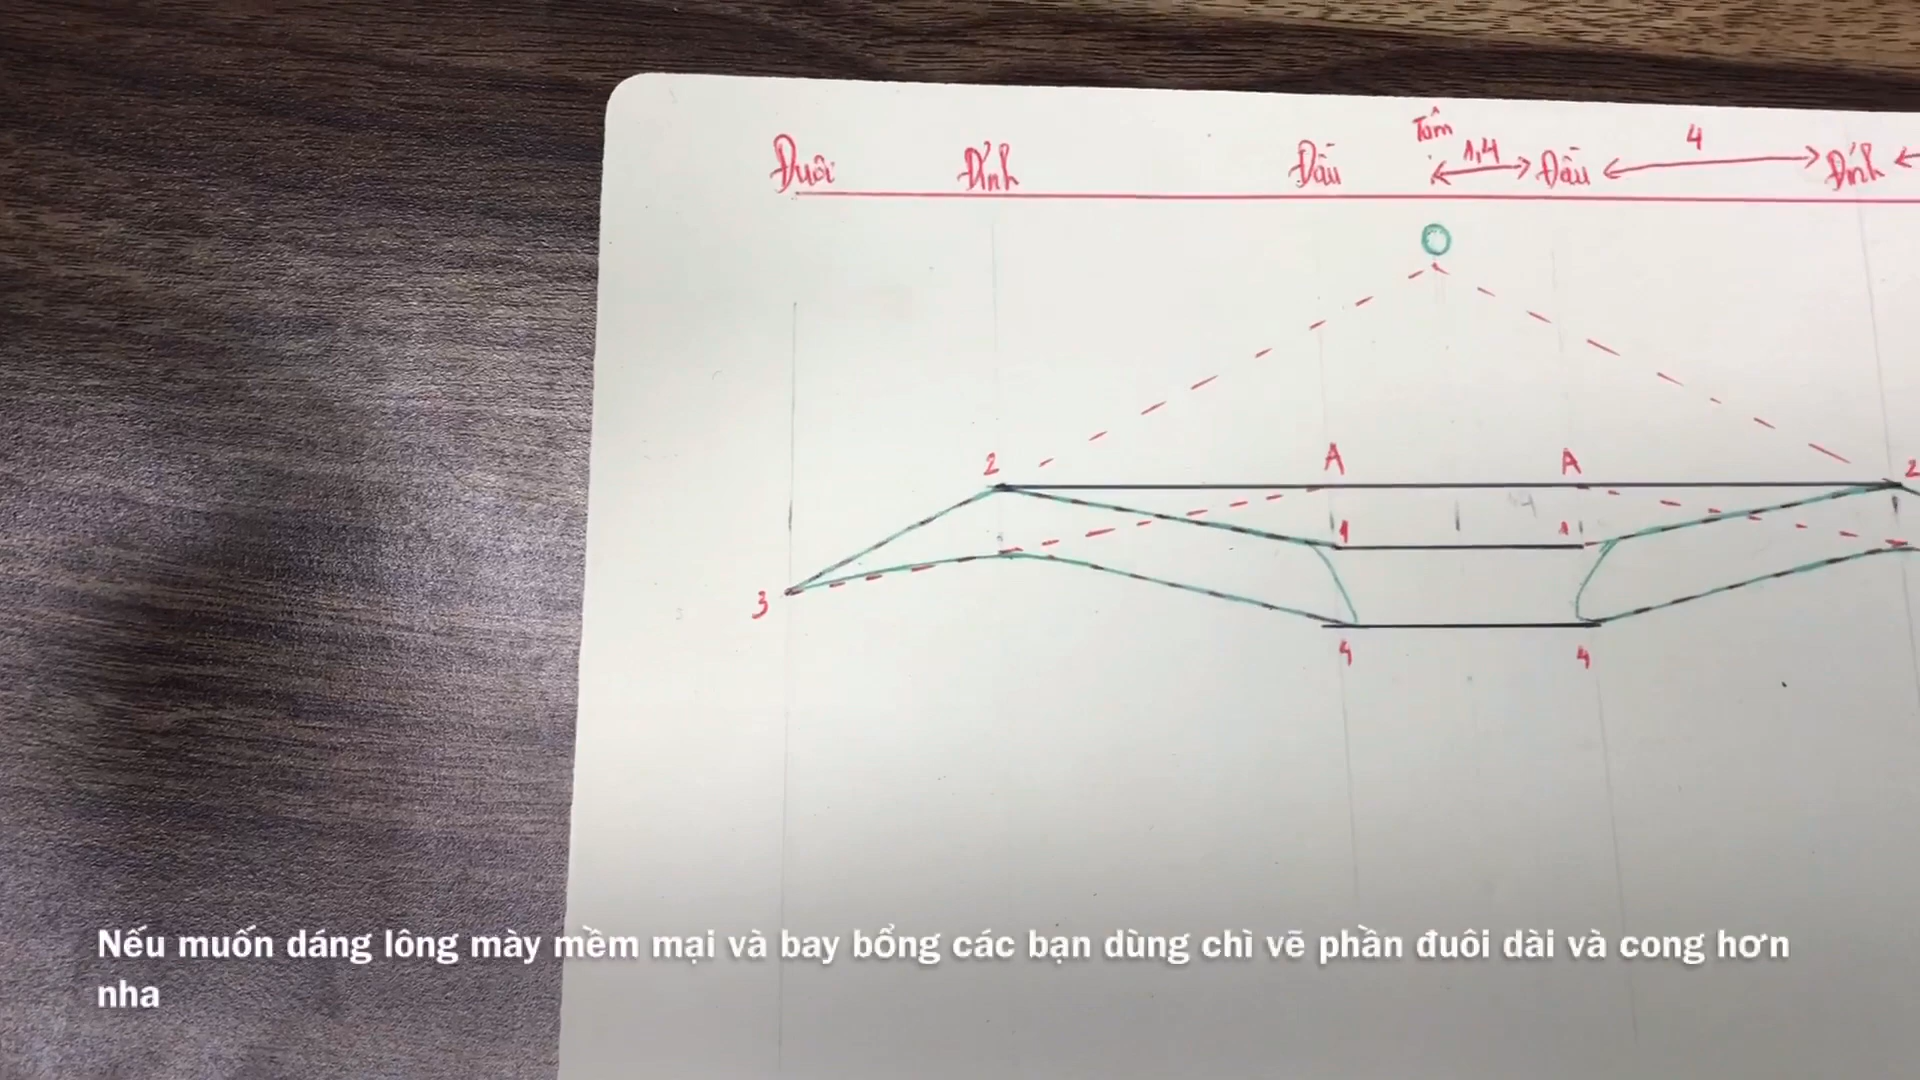 Tâm
Đuôi Đỉnh Đầu 1,4 Đầu 4 Đỉnh
2 A A 2
1 1
3
4 4
Nếu muốn dáng lông mày mềm mại và bay bổng các bạn dùng chì vẽ phần đuôi dài và cong hơn
nha